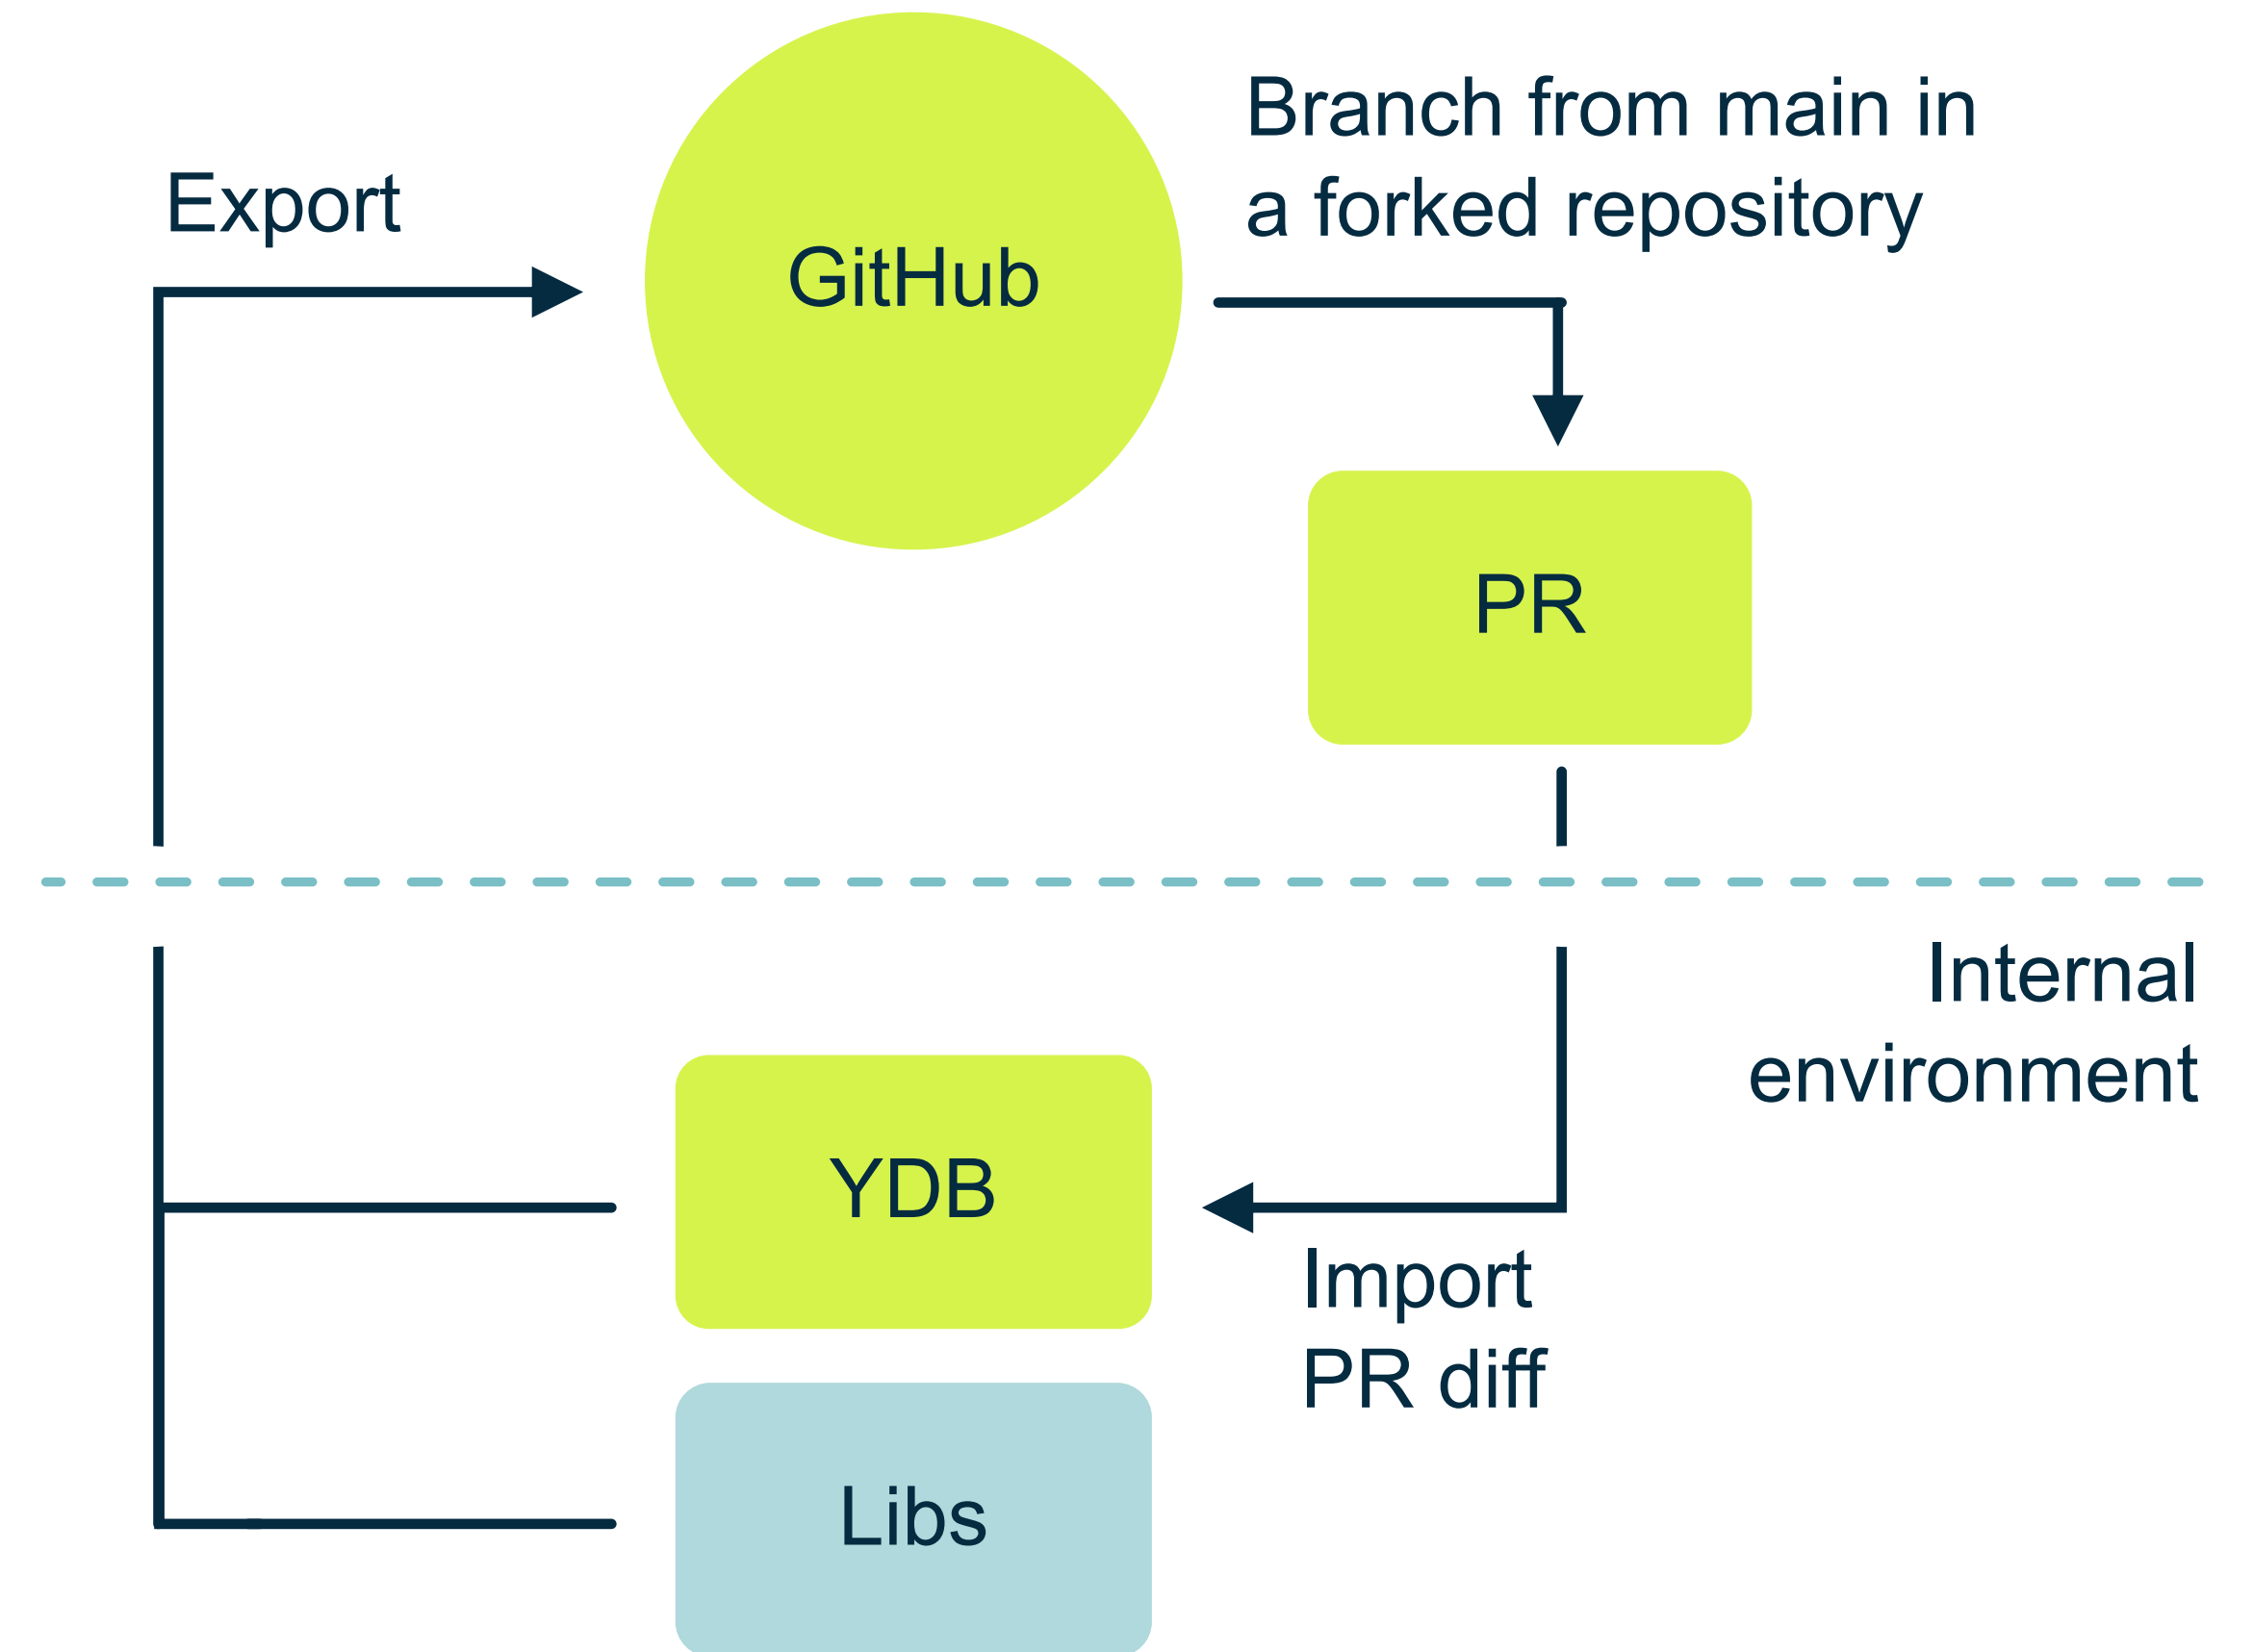 Export
GitHub
Branch from main in
a forked repository
PR
Internal
environment
YDB
Import
PR diff
Libs